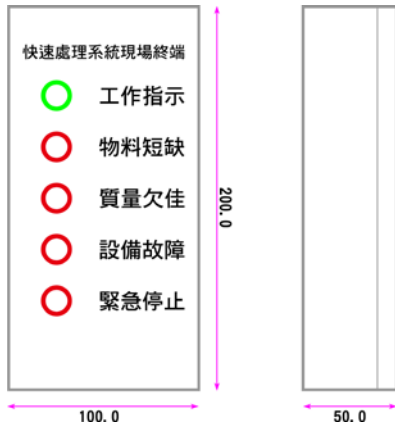 快速處理系統現場終端
工作指示
物料短缺
質量欠佳
設備故障
緊急停止
200.0
100.0
50.0